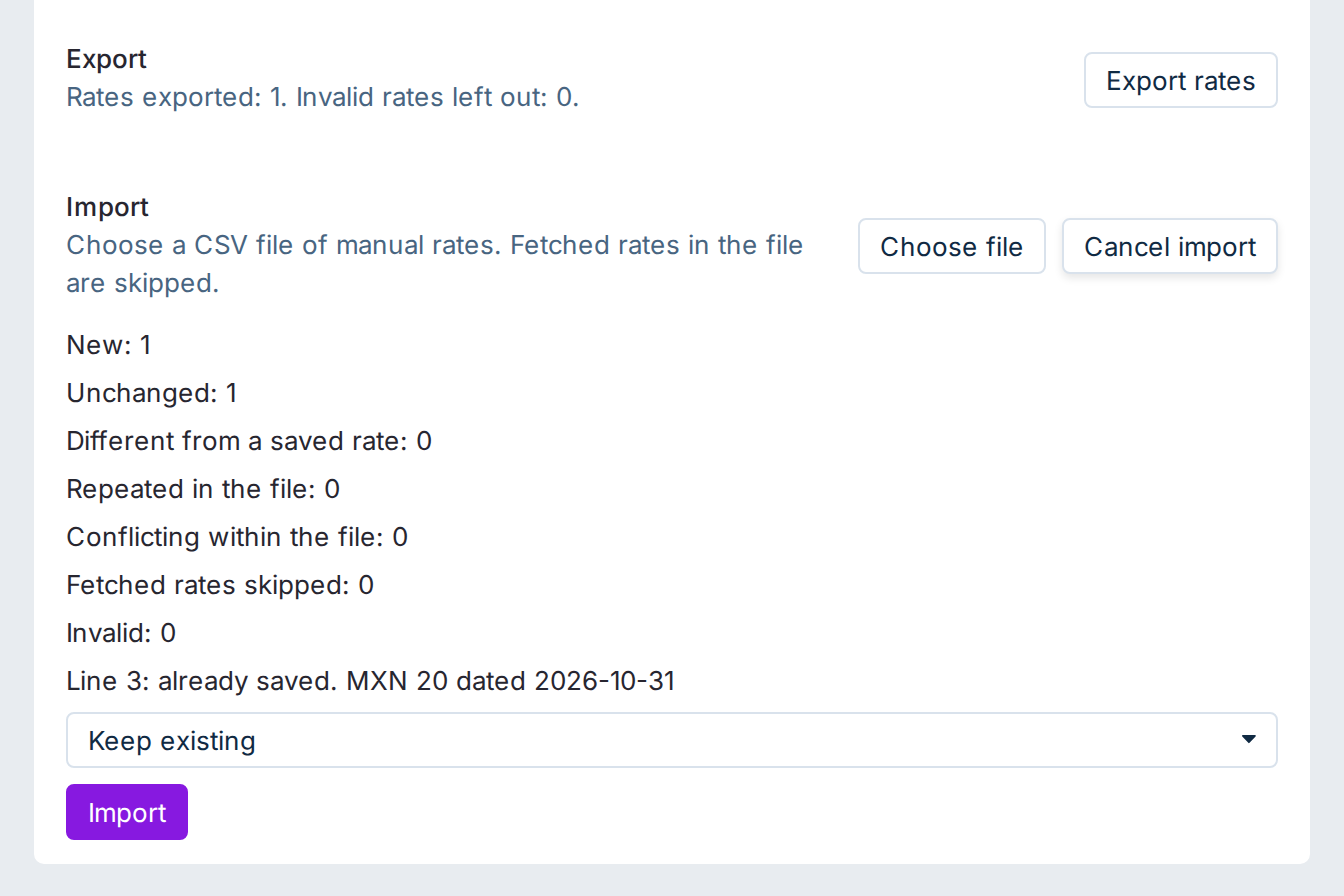 Export
Rates exported: 1. Invalid rates left out: 0.
Export rates
Import
Choose a CSV file of manual rates. Fetched rates in the file
are skipped.
Choose file
Cancel import
New: 1
Unchanged: 1
Different from a saved rate: 0
Repeated in the file: 0
Conflicting within the file: 0
Fetched rates skipped: 0
Invalid: 0
Line 3: already saved. MXN 20 dated 2026-10-31
Keep existing
Import